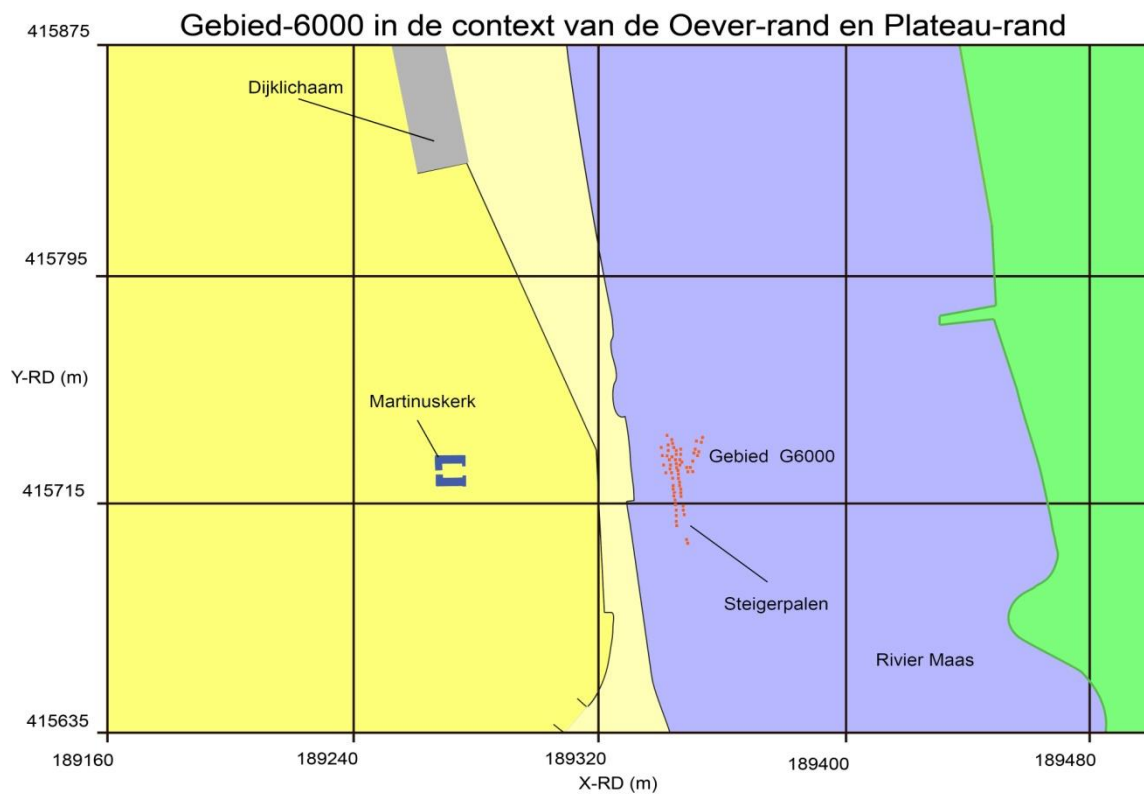 Gebied-6000 in de context van de Oever-rand en Plateau-rand
415875
Dijklichaam
415795
Y-RD (m)
Martinuskerk
Gebied G6000
415715
Steigerpalen
Rivier Maas
415635
189160
189240
189320
189400
189480
X-RD (m)